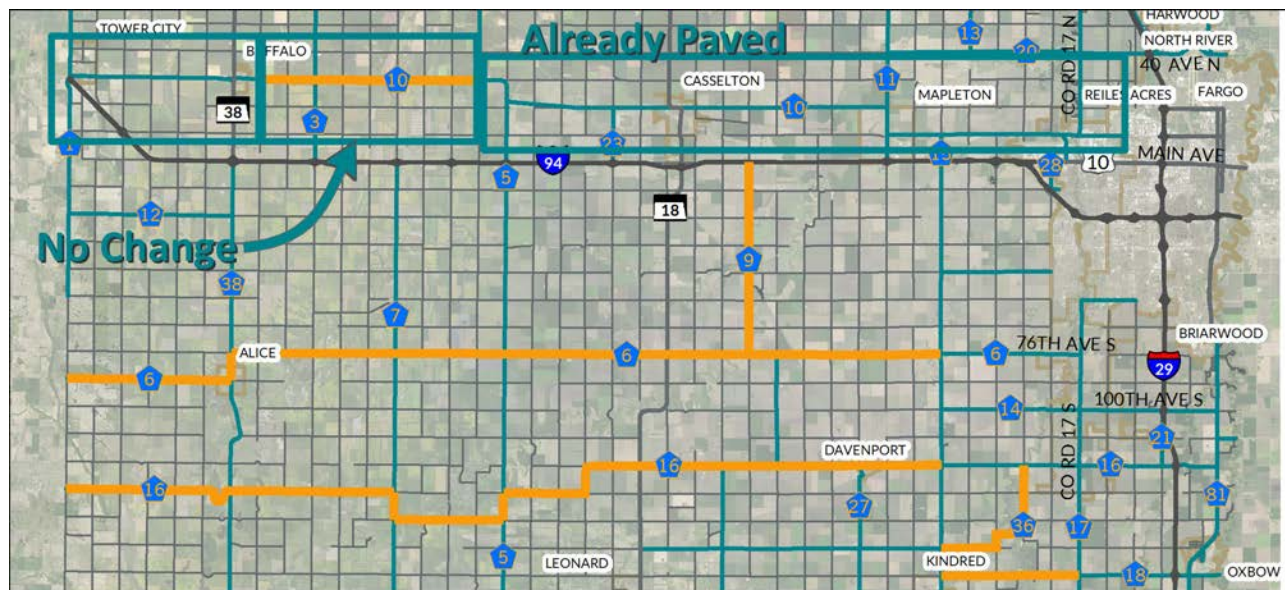 HARWOOD
TOWER CITY
CO RD 17 N
13
Already Paved
NORTH RIVER
BUFFALO
20
40 AVE N
10
CASSELTON
11
MAPLETON
REILES ACRES
FARGO
38
3
10
1
23
15
MAIN AVE
94
28
10
5
18
12
No Change
9
38
7
BRIARWOOD
76TH AVE S
ALICE
6
6
29
6
100TH AVE S
14
21
DAVENPORT
16
16
CO RD 17 S
16
27
81
36
17
5
LEONARD
KINDRED
18
OXBOW